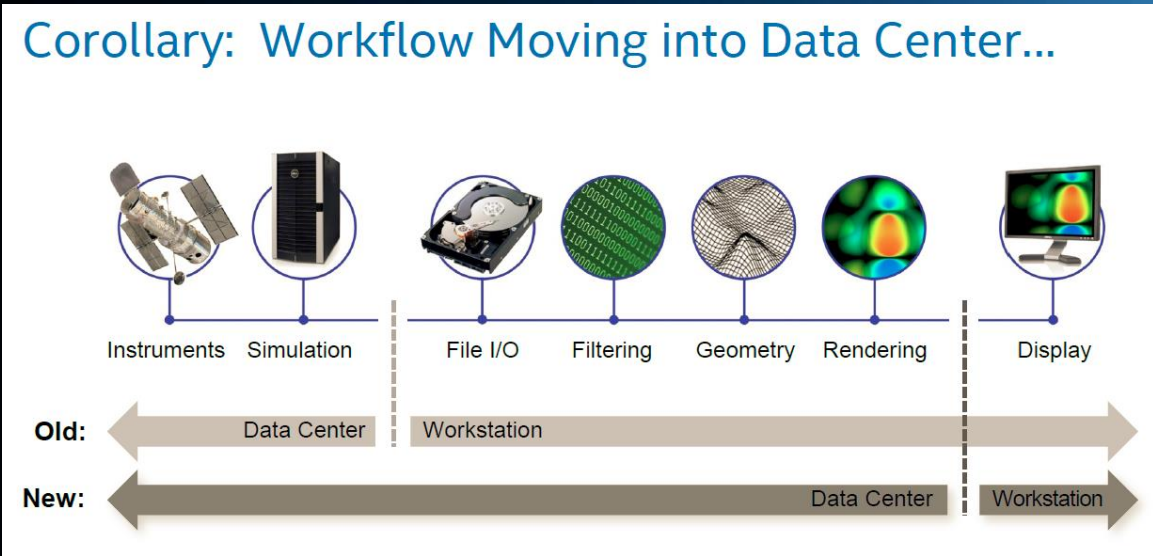 Corollary: Workflow Moving into Data Center...
Instruments Simulation File I/O Filtering Geometry Rendering Display
Old: Data Center Workstation
New: Data Center Workstation